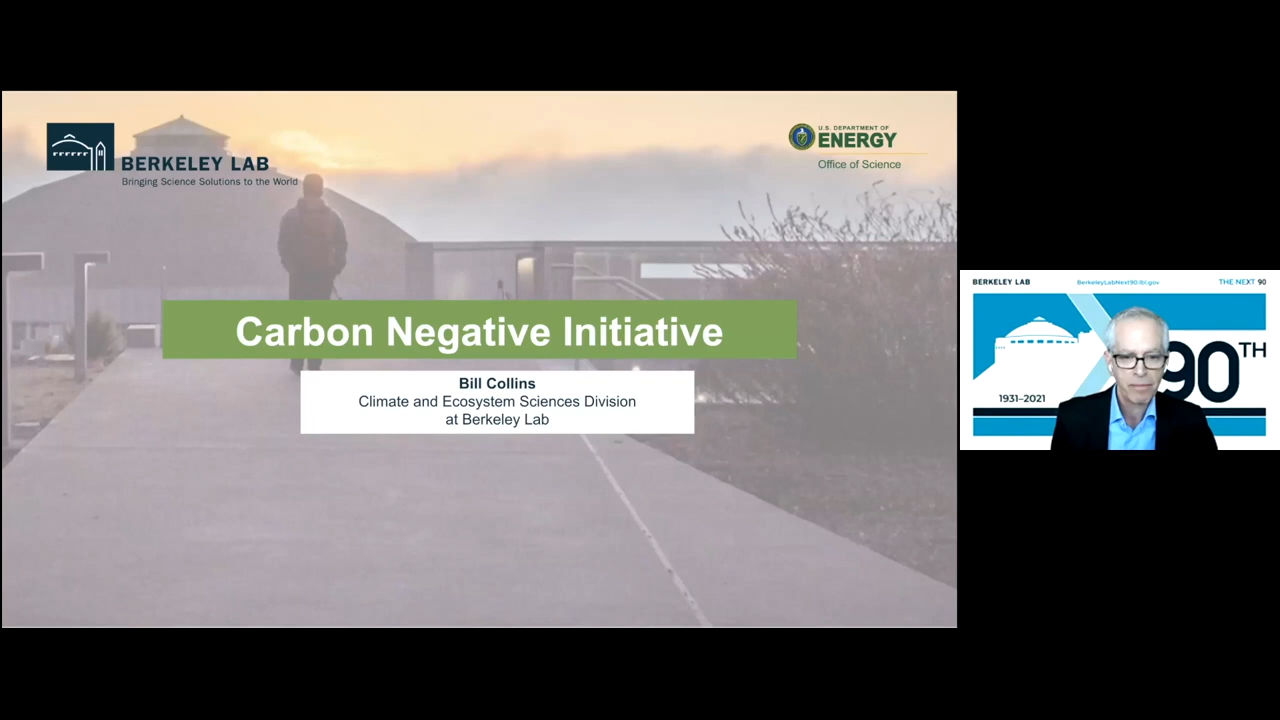 BERKELEY LAB
Bringing Science Solutions to the World
U.S. DEPARTMENT OF
ENERGY
Office of Science
Carbon Negative Initiative
Bill Collins
Climate and Ecosystem Sciences Division
at Berkeley Lab
BERKELEY LAB
BerkeleyLabNext90.lbl.gov
THE NEXT 90
90TH
1931–2021